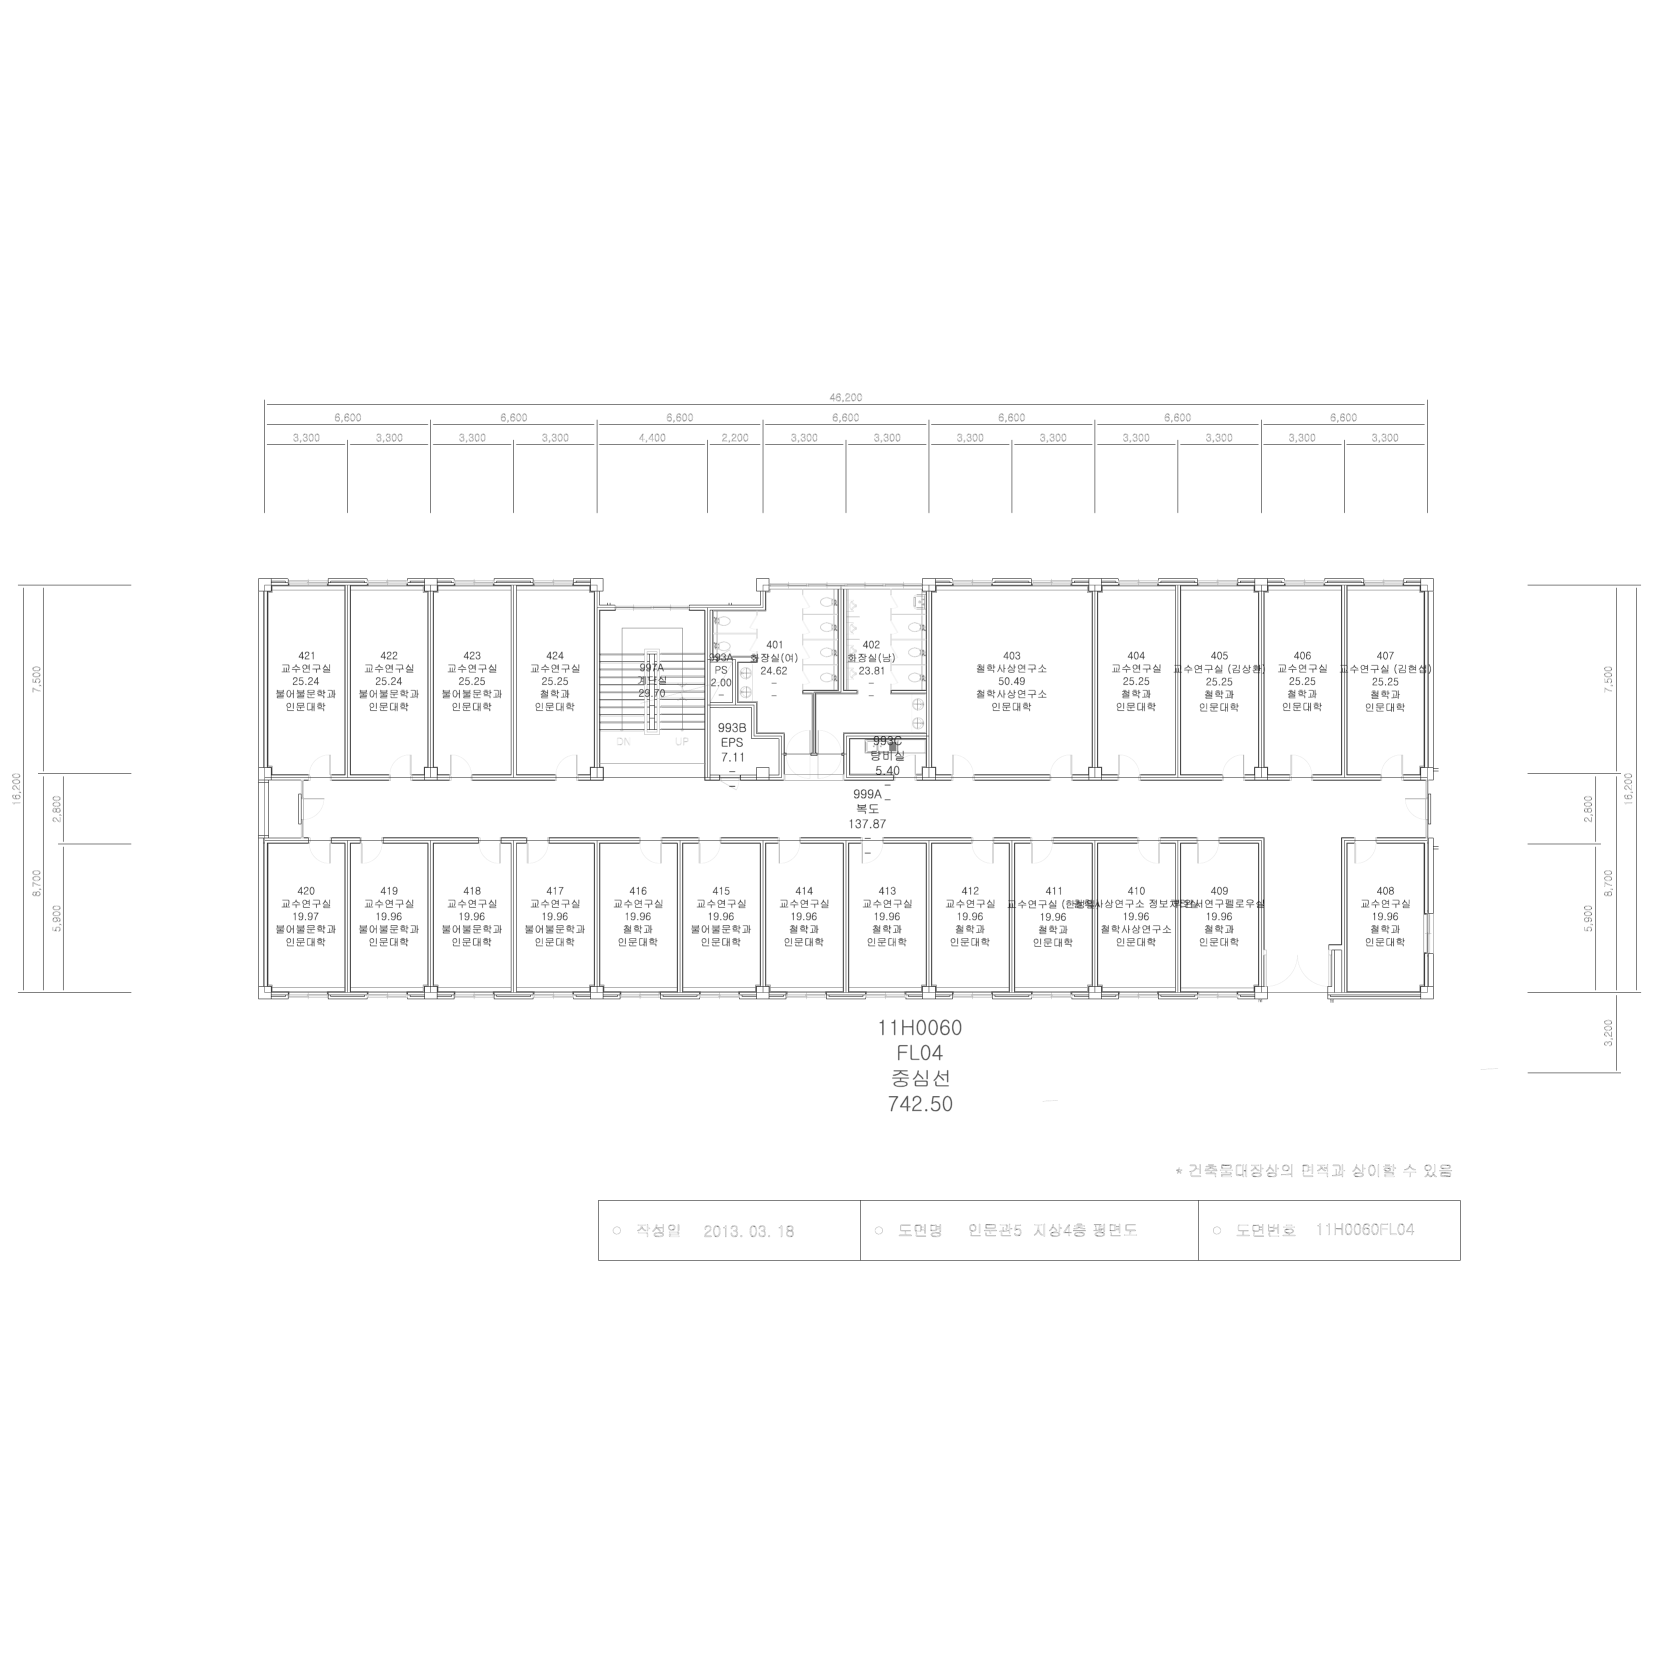 46,200
6,600 6,600 6,600 6,600 6,600 6,600 6,600
3,300 3,300 3,300 3,300 4,400 2,200 3,300 3,300 3,300 3,300 3,300 3,300 3,300 3,300
16,200
7,500
2,800
8,700
5,900
421
교수연구실
25.24
불어불문학과
인문대학
422
교수연구실
25.24
불어불문학과
인문대학
423
교수연구실
25.25
불어불문학과
인문대학
424
교수연구실
25.25
철학과
인문대학
997A
계단실
29.70
DN UP
993A
PS
2.00
-
993B
EPS
7.11
-
-
401
화장실(여)
24.62
-
-
402
화장실(남)
23.81
-
-
993C
탕비실
5.40
-
-
403
철학사상연구소
50.49
철학사상연구소
인문대학
404
교수연구실
25.25
철학과
인문대학
405
교수연구실 (김상환)
25.25
철학과
인문대학
406
교수연구실
25.25
철학과
인문대학
407
교수연구실 (김현섭)
25.25
철학과
인문대학
999A
복도
137.87
-
-
420
교수연구실
19.97
불어불문학과
인문대학
419
교수연구실
19.96
불어불문학과
인문대학
418
교수연구실
19.96
불어불문학과
인문대학
417
교수연구실
19.96
불어불문학과
인문대학
416
교수연구실
19.96
철학과
인문대학
415
교수연구실
19.96
불어불문학과
인문대학
414
교수연구실
19.96
철학과
인문대학
413
교수연구실
19.96
철학과
인문대학
412
교수연구실
19.96
철학과
인문대학
411
교수연구실
19.96
철학과
인문대학
410
정보
19.96
철학사상연구소
인문대학
409
19.96
철학과
인문대학
408
교수연구실
19.96
철학과
인문대학
7,500
16,200
2,800
8,700
5,900
3,200
11H0060
FL04
중심선
742.50
* 건축물대장상의 면적과 상이할 수 있음
○ 작성일 2013. 03. 18 ○ 도면명 인문관5 지상4층 평면도 ○ 도면번호 11H0060FL04